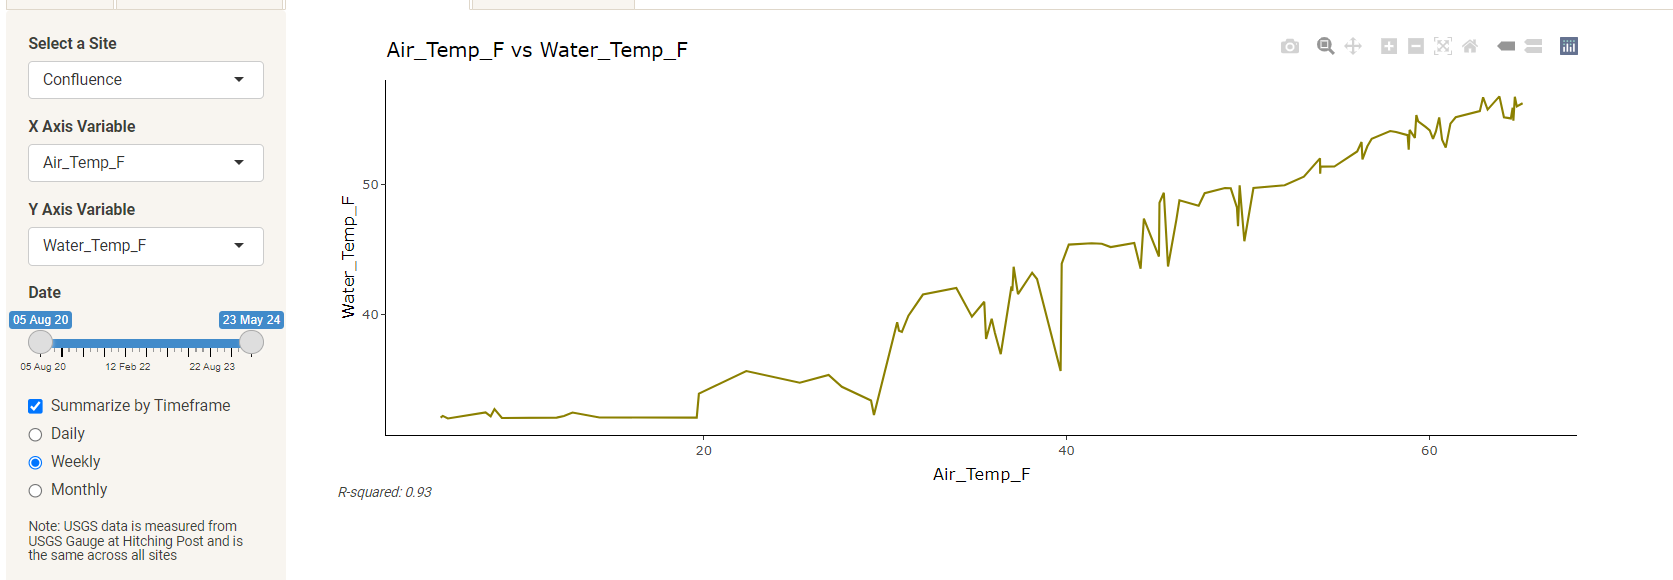 Select a Site
Confluence
X Axis Variable
Air_Temp_F
Y Axis Variable
Water_Temp_F
Date
05 Aug 20
23 May 24
05 Aug 20
12 Feb 22
22 Aug 23
Summarize by Timeframe
Daily
Weekly
Monthly
Note: USGS data is measured from
USGS Gauge at Hitching Post and is
the same across all sites
Air_Temp_F vs Water_Temp_F
Water_Temp_F
50
40
20
40
60
Air_Temp_F
R-squared: 0.93